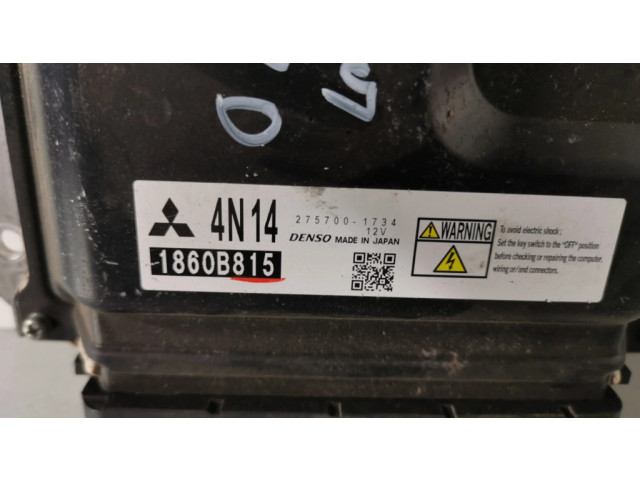 4N14
1860B815
275700-1734
12V
DENSO MADE IN JAPAN
WARNING
To avoid electric shock ;
Set the key switch to the "OFF" position
before checking or repairing the computer,
wiring on/and connectors.